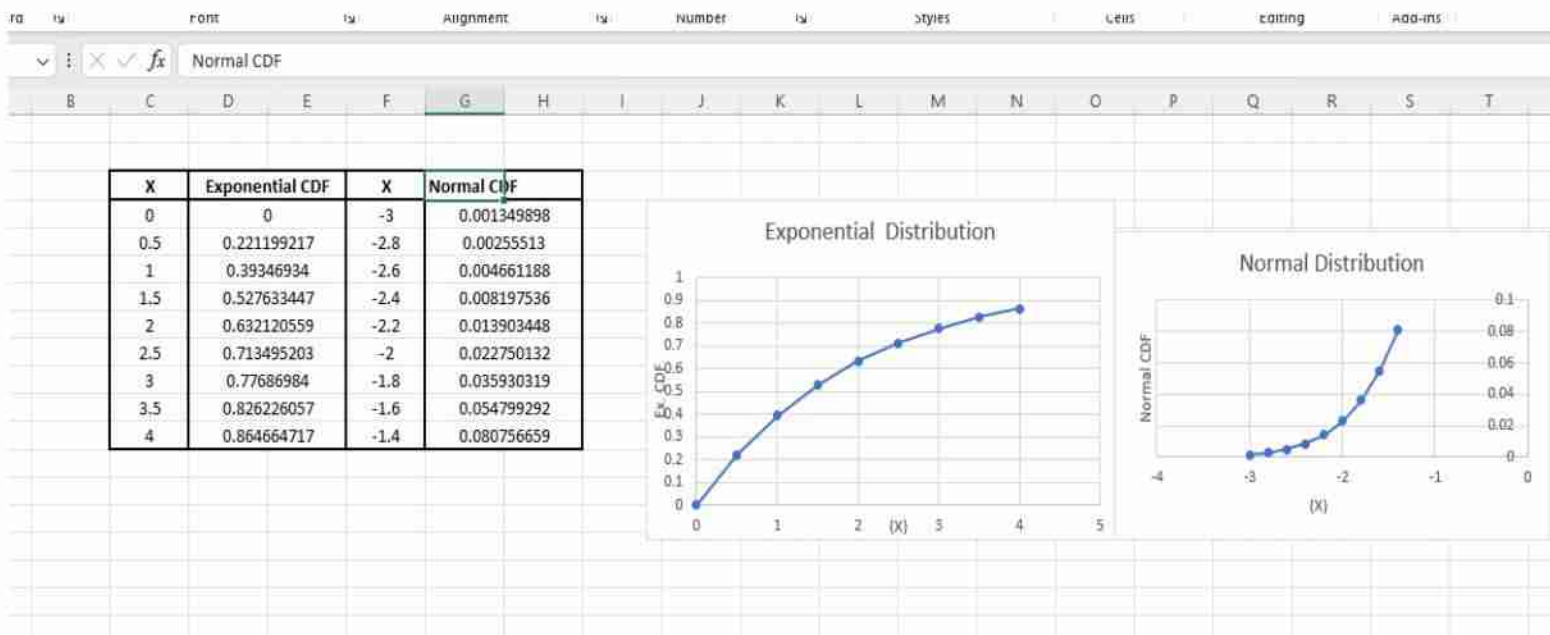 Font Alignment Number Styles Cells Editing Add-ins
fx Normal CDF
B C D E F G H I J K L M N O P Q R S T
X Exponential CDF X Normal CDF
0 0 -3 0.001349898
0.5 0.221199217 -2.8 0.00255513
1 0.39346934 -2.6 0.004661188
1.5 0.527633447 -2.4 0.008197536
2 0.632120559 -2.2 0.013903448
2.5 0.713495203 -2 0.022750132
3 0.77686984 -1.8 0.035930319
3.5 0.826226057 -1.6 0.054799292
4 0.864664717 -1.4 0.080756659
Exponential Distribution
1
0.9
0.8
0.7
0.6
0.5
0.4
0.3
0.2
0.1
0
Ex. CDF
0 1 2 (X) 3 4 5
Normal Distribution
Normal CDF
0.1
0.08
0.06
0.04
0.02
0
-4 -3 -2 -1 0
(X)